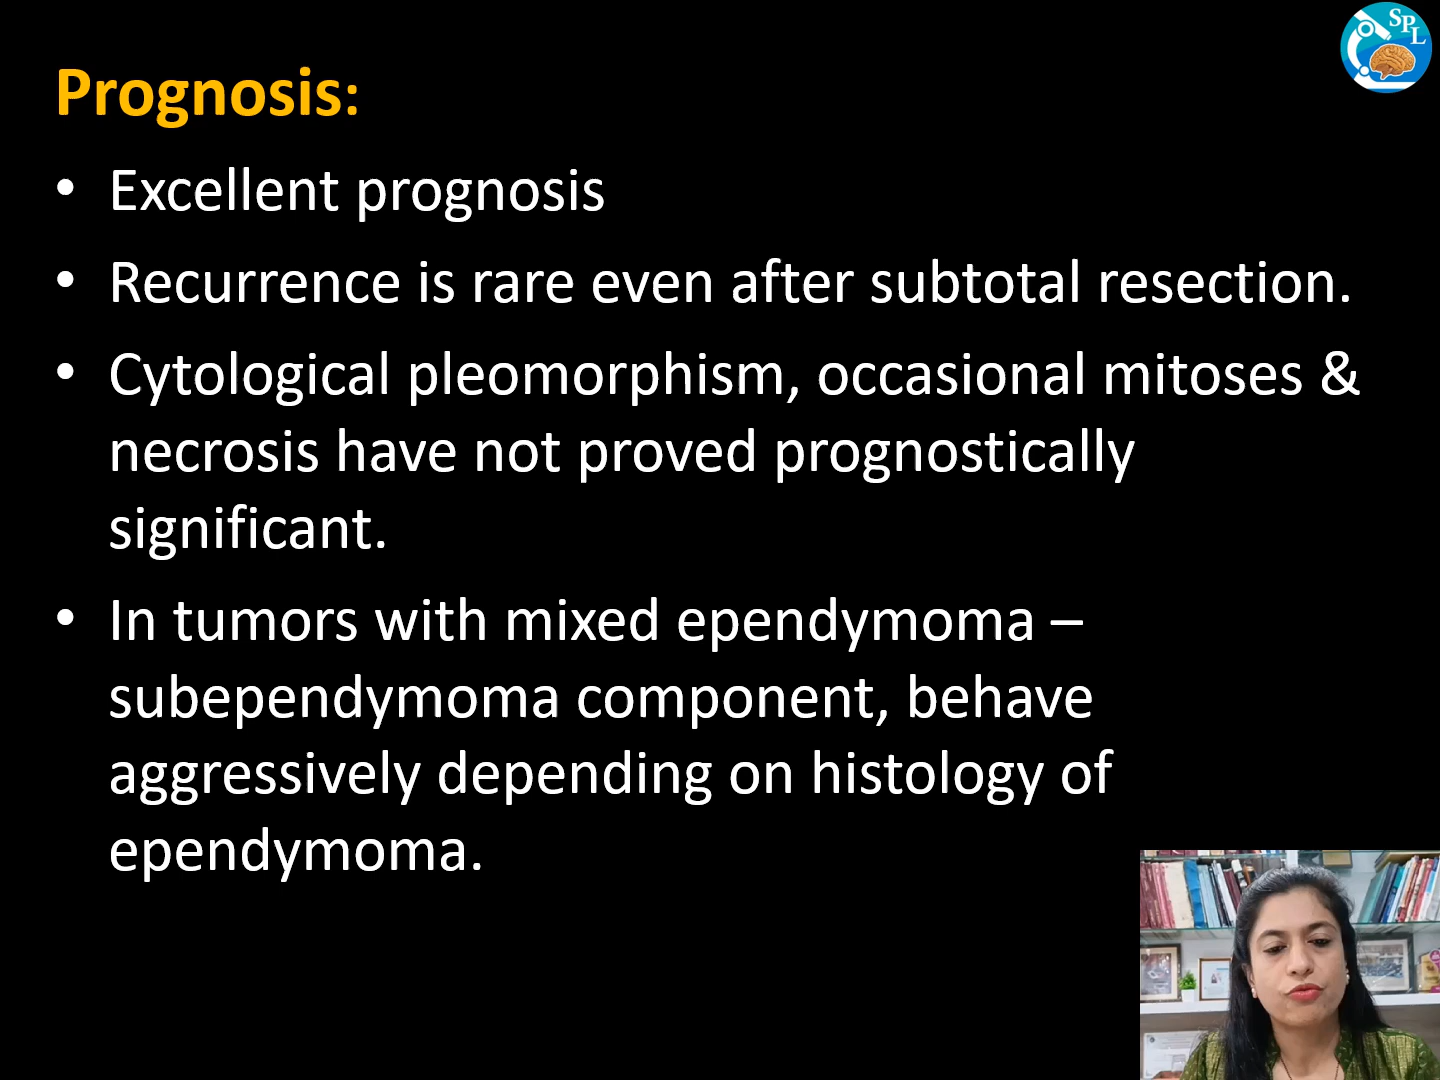 SPL
Prognosis:
• Excellent prognosis
• Recurrence is rare even after subtotal resection.
• Cytological pleomorphism, occasional mitoses &
necrosis have not proved prognostically
significant.
• In tumors with mixed ependymoma –
subependymoma component, behave
aggressively depending on histology of
ependymoma.